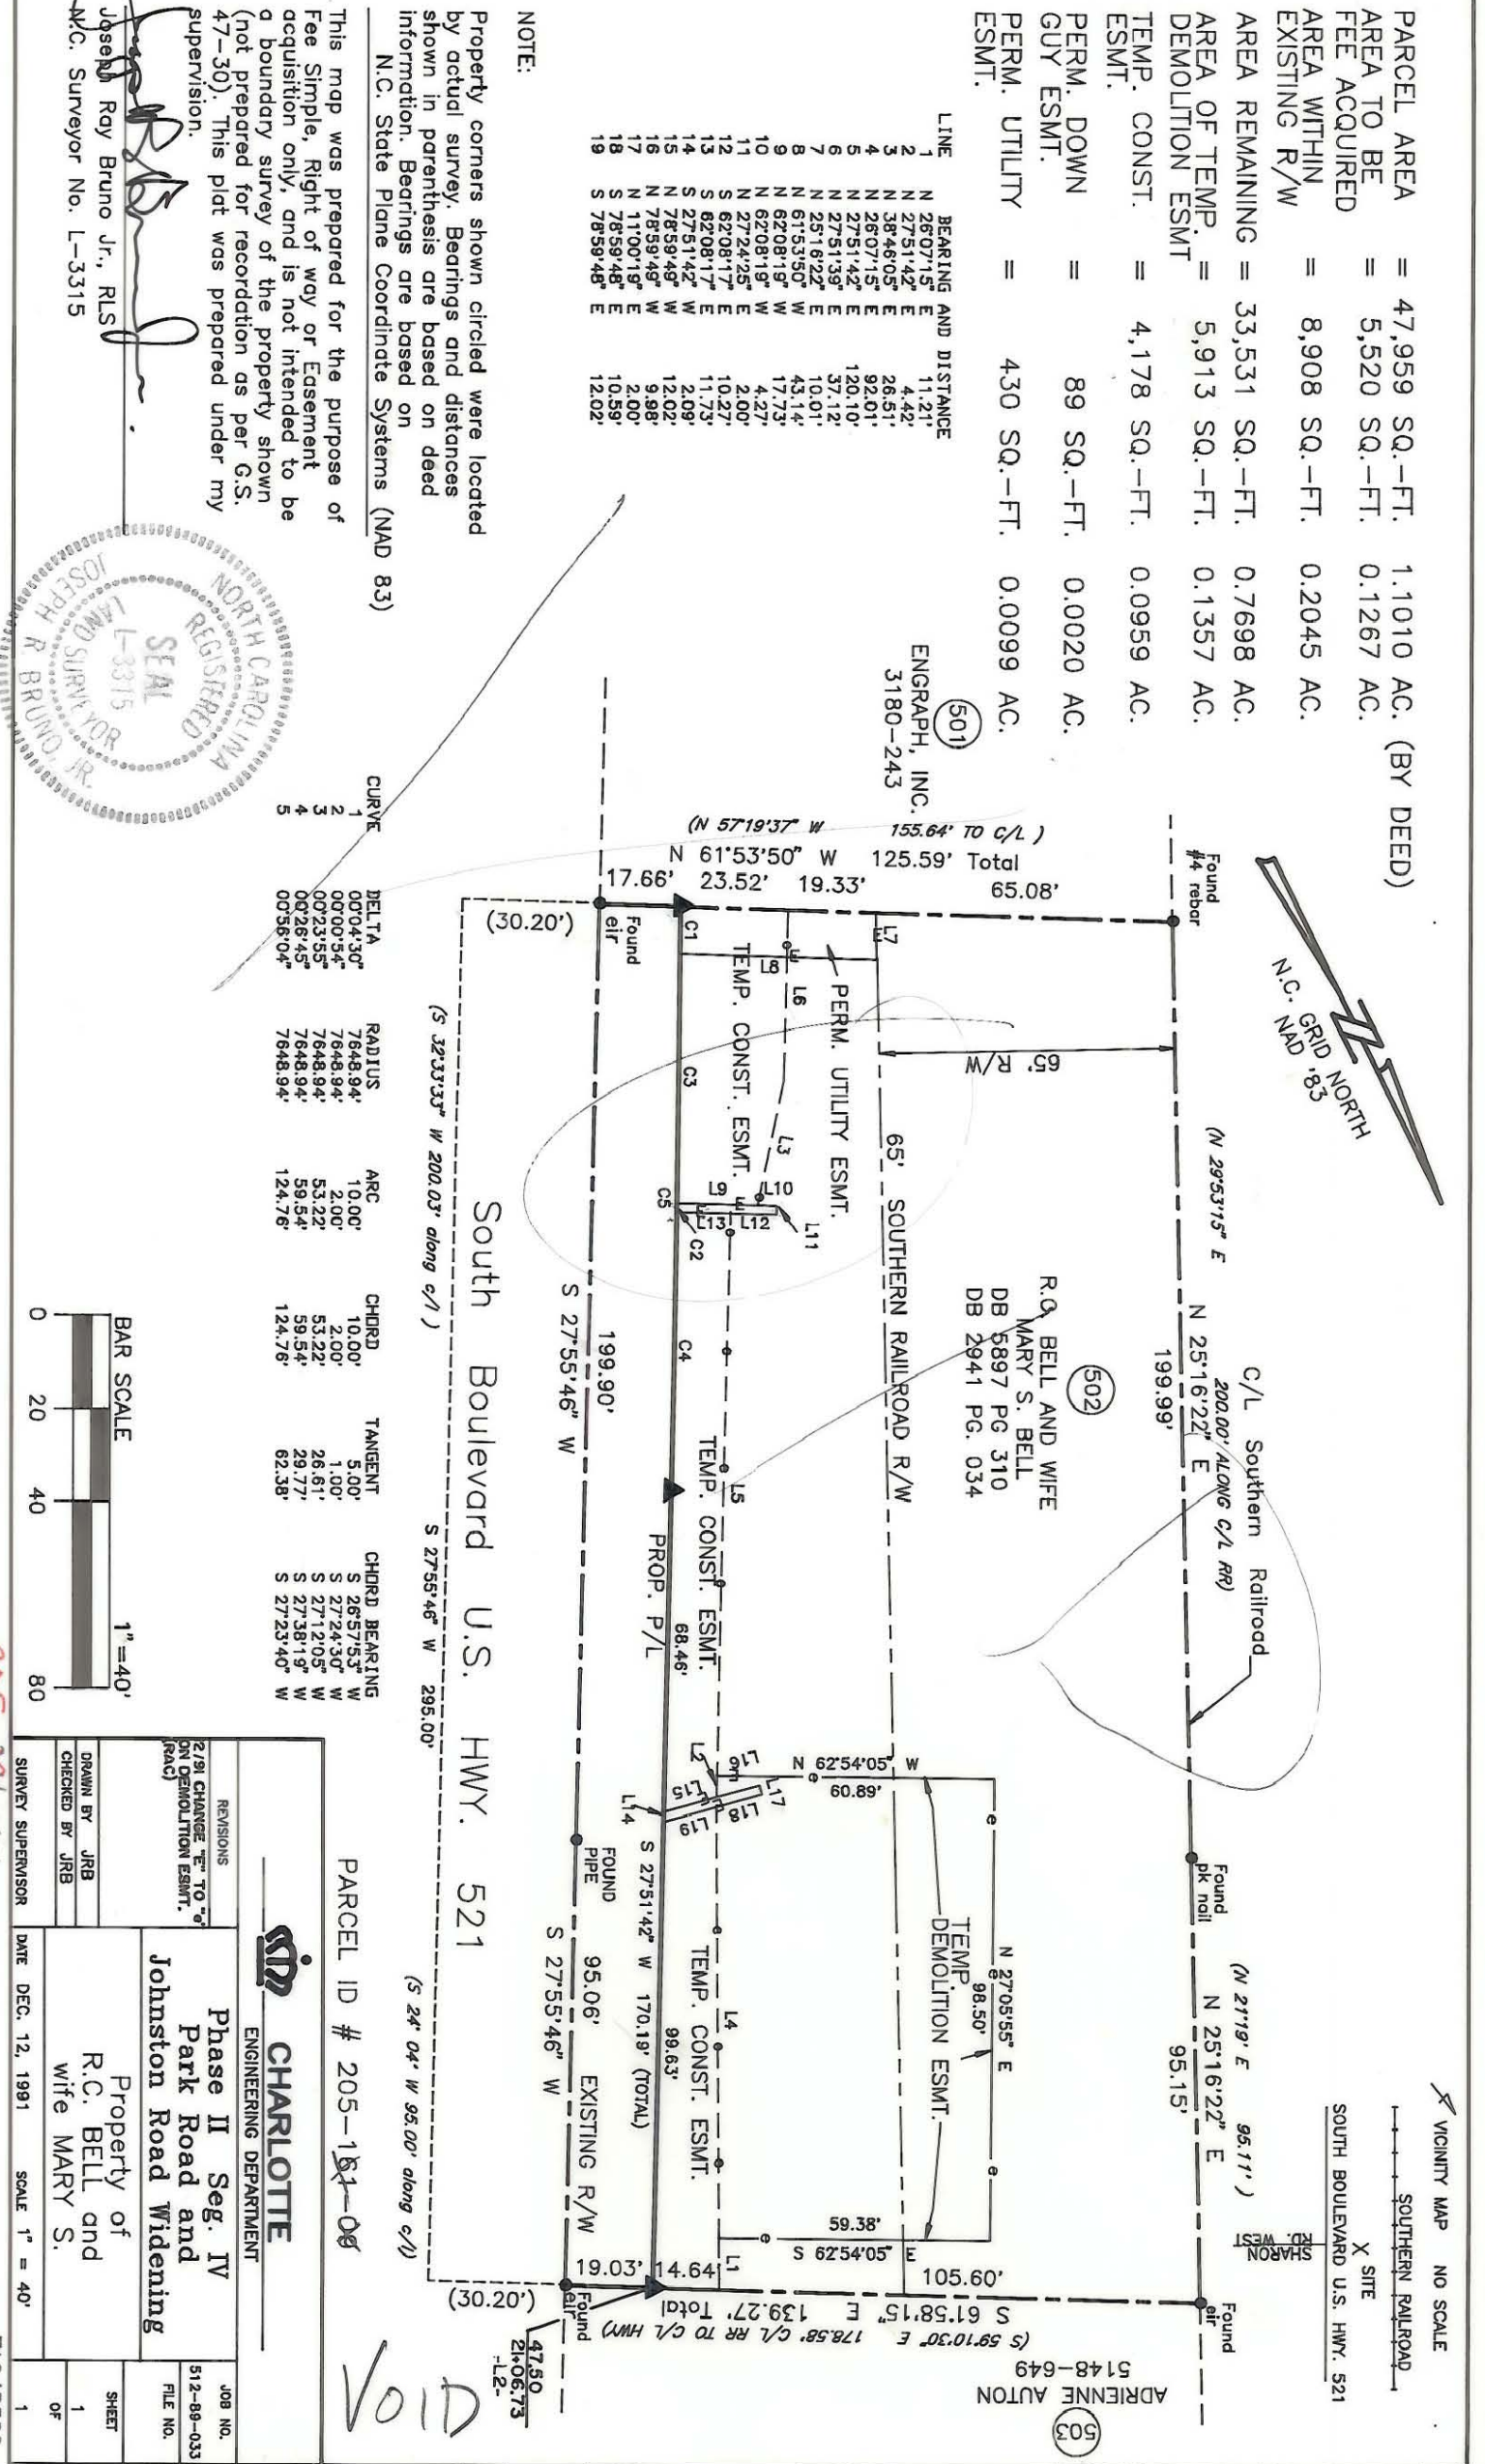 PARCEL AREA = 47,959 SQ.-FT. 1.1010 AC. (BY DEED)
AREA TO BE = 5,520 SQ.-FT. 0.1267 AC.
FEE ACQUIRED
AREA WITHIN = 8,908 SQ.-FT. 0.2045 AC.
EXISTING R/W
AREA REMAINING = 33,531 SQ.-FT. 0.7698 AC.
AREA OF TEMP. = 5,913 SQ.-FT. 0.1357 AC.
DEMOLITION ESMT
TEMP. CONST. = 4,178 SQ.-FT. 0.0959 AC.
ESMT.
PERM. DOWN = 89 SQ.-FT. 0.0020 AC.
GUY ESMT.
PERM. UTILITY = 430 SQ.-FT. 0.0099 AC.
ESMT.
LINE BEARING AND DISTANCE
1 N 26°07'15" E 11.21'
2 N 27°51'42" E 4.42'
3 N 38°46'05" E 26.51'
4 N 26°07'15" E 92.01'
5 N 27°51'42" E 120.10'
6 N 27°51'39" E 37.12'
7 N 25°16'22" E 10.01'
8 N 61°53'50" W 43.14'
9 N 62°08'19" W 17.73'
10 N 62°08'19" W 4.27'
11 N 27°24'25" E 2.00'
12 S 62°08'17" E 10.27'
13 S 62°08'17" E 11.73'
14 S 27°51'42" W 2.09'
15 N 78°59'49" W 12.02'
16 N 78°59'49" W 9.98'
17 N 11°00'19" E 2.00'
18 S 78°59'48" E 10.59'
19 S 78°59'48" E 12.02'
NOTE:
Property corners shown circled were located
by actual survey. Bearings and distances
shown in parenthesis are based on deed
information. Bearings are based on
N.C. State Plane Coordinate Systems (NAD 83)
This map was prepared for the purpose of
Fee Simple, Right of way or Easement
acquisition only, and is not intended to be
a boundary survey of the property shown
(not prepared for recordation as per G.S.
47-30). This plat was prepared under my
supervision.
Joseph Ray Bruno Jr., RLS
N.C. Surveyor No. L-3315
NORTH CAROLINA
REGISTERED
SEAL
L-3315
LAND SURVEYOR
JOSEPH R. BRUNO, JR.
N.C. GRID NORTH
NAD '83
501
ENGRAPH, INC.
3180-243
(N 57°19'37" W 155.64' TO C/L )
N 61°53'50" W 125.59' Total
17.66' 23.52' 19.33' 65.08'
Found
#4 rebar
(30.20')
Found
eir
(N 29°53'15" E 200.00' ALONG C/L RR)
N 25°16'22" E
199.99'
C/L Southern Railroad
Found
pk nail
(N 21°19' E 95.11' )
N 25°16'22" E
95.15'
Found
eir
65' R/W
65' SOUTHERN RAILROAD R/W
502
R.C. BELL AND WIFE
MARY S. BELL
DB 5897 PG 310
DB 2941 PG. 034
L7
E
PERM. UTILITY ESMT.
L8
L6
E
TEMP. CONST. ESMT.
L3
L10
L9
E
L11
L12
L13
C1
C3
C5
C2
C4
L5
TEMP. CONST. ESMT.
PROP. P/L
68.46'
N 62°54'05" W
60.89'
L16
L17
L2
L15
L18
L19
L14
N 27°05'55" E
98.50'
TEMP.
DEMOLITION ESMT.
59.38'
S 62°54'05" E
L4
TEMP. CONST. ESMT.
99.63'
L1
S 27°51'42" W 170.19' (TOTAL)
199.90'
S 27°55'46" W
FOUND
PIPE
95.06' EXISTING R/W
S 27°55'46" W
19.03' 14.64' 105.60'
S 61°58'15" E 139.27' Total
(S 59°10'30" E 178.58' C/L RR TO C/L HWY)
(30.20')
Found
eir
47.50
21+06.73
-L2-
ADRIENNE AUTON
5148-649
503
South Boulevard U.S. HWY. 521
(S 32°33'33" W 200.03' along c/l )
S 27°55'46" W 295.00'
(S 24° 04' W 95.00' along c/l)
CURVE DELTA RADIUS ARC CHORD TANGENT CHORD BEARING
1 00°04'30" 7648.94' 10.00' 10.00' 5.00' S 26°57'53" W
2 00°00'54" 7648.94' 2.00' 2.00' 1.00' S 27°24'30" W
3 00°23'55" 7648.94' 53.22' 53.22' 26.61' S 27°12'05" W
4 00°26'45" 7648.94' 59.54' 59.54' 29.77' S 27°38'19" W
5 00°56'04" 7648.94' 124.76' 124.76' 62.38' S 27°23'40" W
BAR SCALE 1"=40'
0 20 40 80
VICINITY MAP NO SCALE
SOUTHERN RAILROAD
X SITE
SOUTH BOULEVARD U.S. HWY. 521
SHARON
RD. WEST
PARCEL ID # 205-161-09
VOID
CHARLOTTE
ENGINEERING DEPARTMENT
REVISIONS
2/91 CHANGE "E" TO "e"
ON DEMOLITION ESMT.
(RAC)
DRAWN BY JRB
CHECKED BY JRB
SURVEY SUPERVISOR
Phase II Seg. IV
Park Road and
Johnston Road Widening
Property of
R.C. BELL and
wife MARY S.
DATE DEC. 12, 1991 SCALE 1" = 40'
JOB NO.
512-89-033
FILE NO.
SHEET
1
OF
1